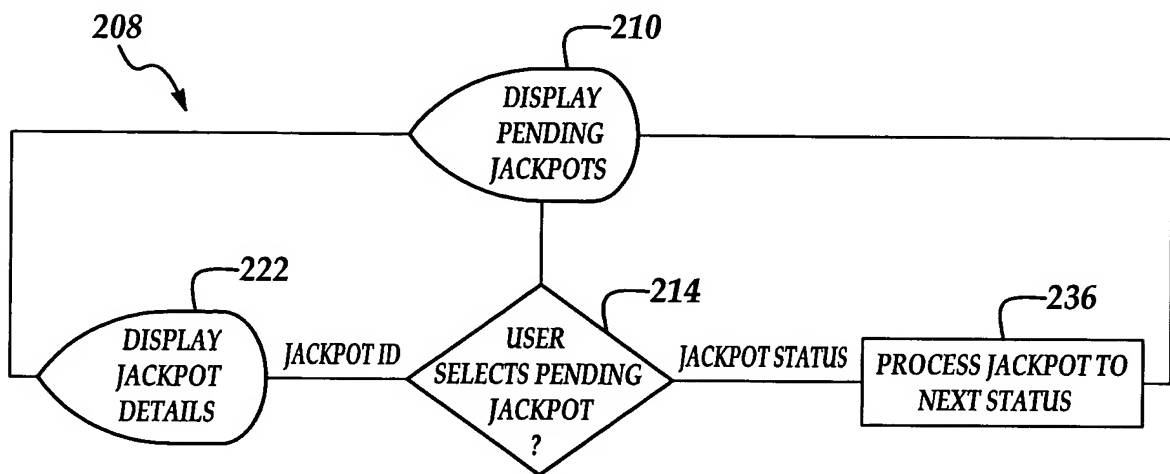 208
210
DISPLAY
PENDING
JACKPOTS
222
DISPLAY
JACKPOT
DETAILS
JACKPOT ID
214
USER
SELECTS PENDING
JACKPOT
?
JACKPOT STATUS
236
PROCESS JACKPOT TO
NEXT STATUS